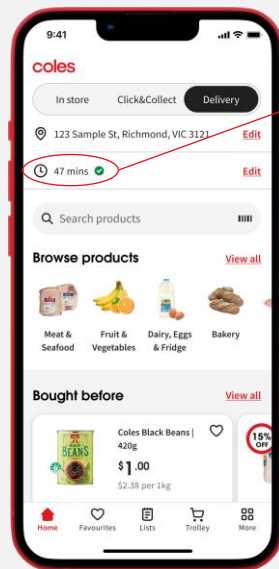 9:41
coles
In store Click&Collect Delivery
123 Sample St, Richmond, VIC 3121 Edit
47 mins Edit
Search products
Browse products View all
Meat & Seafood
Fruit & Vegetables
Dairy, Eggs & Fridge
Bakery
Bought before View all
Coles Black Beans |
420g
$1.00
$2.38 per 1kg
BEANS
15%
OFF
Home Favourites Lists Trolley More